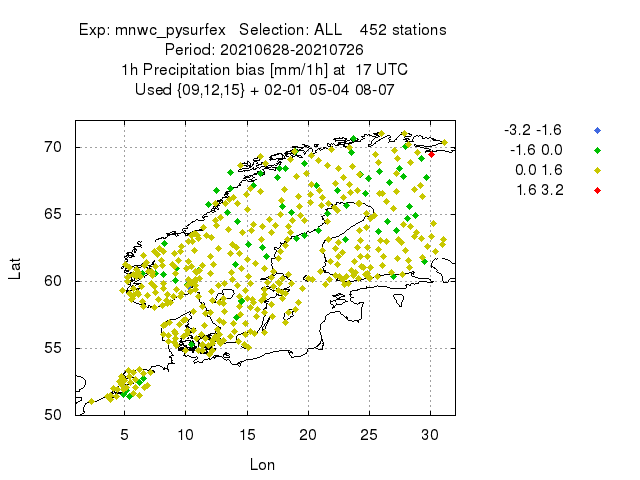 Exp: mnwc_pysurfex   Selection: ALL    452 stations
Period: 20210628-20210726
1h Precipitation bias [mm/1h] at  17 UTC
Used {09,12,15} + 02-01 05-04 08-07
-3.2 -1.6
-1.6 0.0
0.0 1.6
1.6 3.2
70
65
60
55
50
Lat
5 10 15 20 25 30
Lon